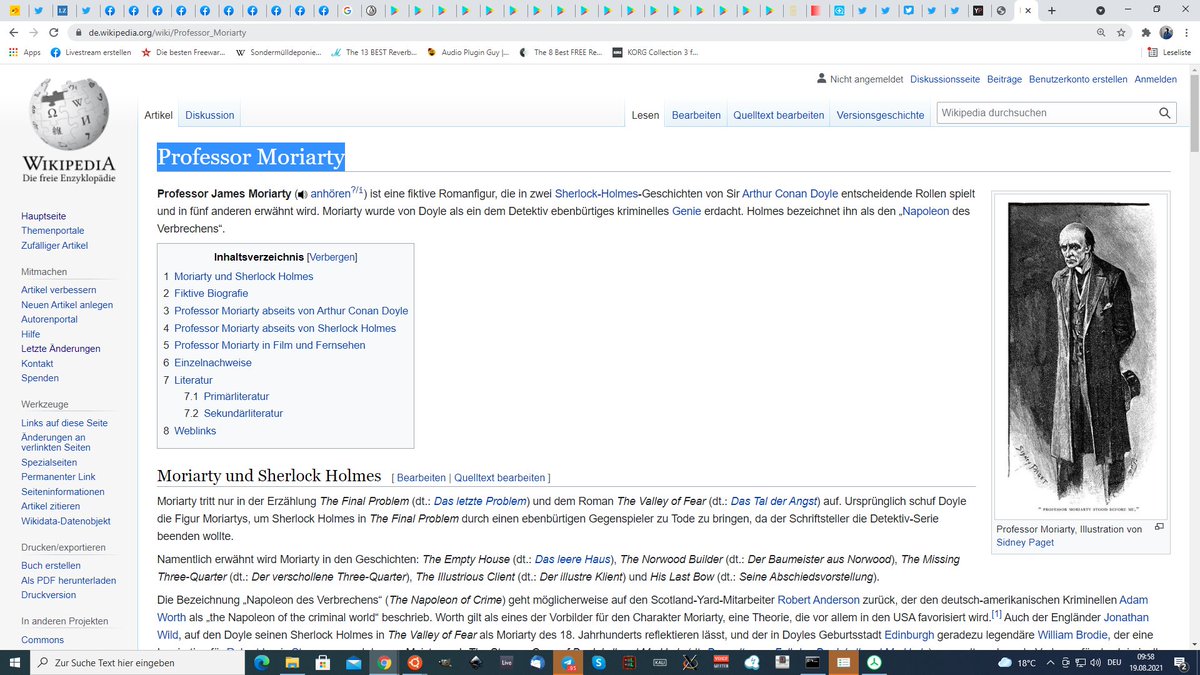 de.wikipedia.org/wiki/Professor_Moriarty
Apps
Livestream erstellen
Die besten Freewar...
Sondermülldeponie...
The 13 BEST Reverb...
Audio Plugin Guy |...
The 8 Best FREE Re...
KORG Collection 3 f...
Leseliste
Nicht angemeldet Diskussionsseite Beiträge Benutzerkonto erstellen Anmelden
Artikel Diskussion
Lesen Bearbeiten Quelltext bearbeiten Versionsgeschichte
Wikipedia durchsuchen
WIKIPEDIA
Die freie Enzyklopädie
Hauptseite
Themenportale
Zufälliger Artikel
Mitmachen
Artikel verbessern
Neuen Artikel anlegen
Autorenportal
Hilfe
Letzte Änderungen
Kontakt
Spenden
Werkzeuge
Links auf diese Seite
Änderungen an
verlinkten Seiten
Spezialseiten
Permanenter Link
Seiteninformationen
Artikel zitieren
Wikidata-Datenobjekt
Drucken/exportieren
Buch erstellen
Als PDF herunterladen
Druckversion
In anderen Projekten
Commons
Professor Moriarty
Professor James Moriarty ( anhören?/i) ist eine fiktive Romanfigur, die in zwei Sherlock-Holmes-Geschichten von Sir Arthur Conan Doyle entscheidende Rollen spielt
und in fünf anderen erwähnt wird. Moriarty wurde von Doyle als ein dem Detektiv ebenbürtiges kriminelles Genie erdacht. Holmes bezeichnet ihn als den „Napoleon des
Verbrechens“.
Inhaltsverzeichnis [Verbergen]
1 Moriarty und Sherlock Holmes
2 Fiktive Biografie
3 Professor Moriarty abseits von Arthur Conan Doyle
4 Professor Moriarty abseits von Sherlock Holmes
5 Professor Moriarty in Film und Fernsehen
6 Einzelnachweise
7 Literatur
7.1 Primärliteratur
7.2 Sekundärliteratur
8 Weblinks
Sidney Paget
"PROFESSOR MORIARTY STOOD BEFORE ME."
Professor Moriarty, Illustration von
Sidney Paget
Moriarty und Sherlock Holmes [ Bearbeiten | Quelltext bearbeiten ]
Moriarty tritt nur in der Erzählung The Final Problem (dt.: Das letzte Problem) und dem Roman The Valley of Fear (dt.: Das Tal der Angst) auf. Ursprünglich schuf Doyle
die Figur Moriartys, um Sherlock Holmes in The Final Problem durch einen ebenbürtigen Gegenspieler zu Tode zu bringen, da der Schriftsteller die Detektiv-Serie
beenden wollte.
Namentlich erwähnt wird Moriarty in den Geschichten: The Empty House (dt.: Das leere Haus), The Norwood Builder (dt.: Der Baumeister aus Norwood), The Missing
Three-Quarter (dt.: Der verschollene Three-Quarter), The Illustrious Client (dt.: Der illustre Klient) und His Last Bow (dt.: Seine Abschiedsvorstellung).
Die Bezeichnung „Napoleon des Verbrechens“ (The Napoleon of Crime) geht möglicherweise auf den Scotland-Yard-Mitarbeiter Robert Anderson zurück, der den deutsch-amerikanischen Kriminellen Adam
Worth als „the Napoleon of the criminal world“ beschrieb. Worth gilt als eines der Vorbilder für den Charakter Moriarty, eine Theorie, die vor allem in den USA favorisiert wird.[1] Auch der Engländer Jonathan
Wild, auf den Doyle seinen Sherlock Holmes in The Valley of Fear als Moriarty des 18. Jahrhunderts reflektieren lässt, und der in Doyles Geburtsstadt Edinburgh geradezu legendäre William Brodie, der eine
Zur Suche Text hier eingeben
Live
18°C
DEU
09:58
19.08.2021